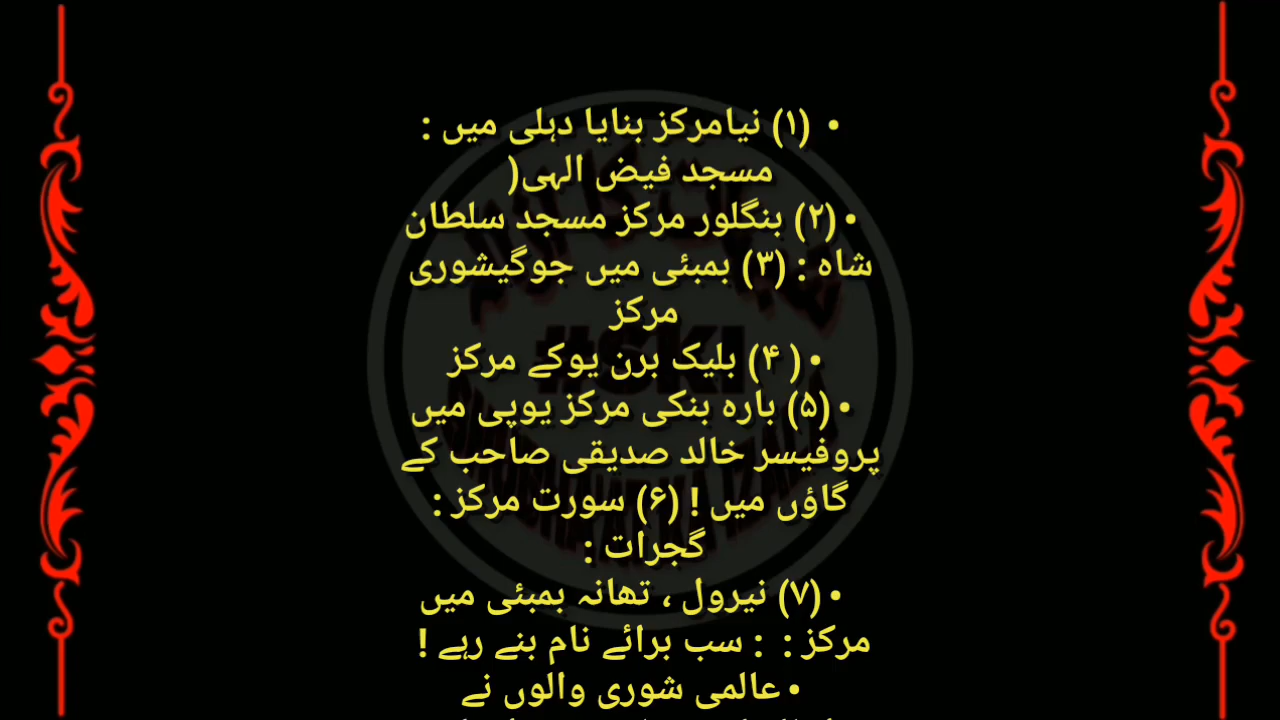 • (۱) نیامرکز بنایا دہلی میں :
مسجد فیض الہی(
•(۲) بنگلور مرکز مسجد سلطان
شاہ : (۳) بمبئی میں جوگیشوری
مرکز
•( ۴) بلیک برن یوکے مرکز
•(۵) بارہ بنکی مرکز یوپی میں
پروفیسر خالد صدیقی صاحب کے
گاؤں میں ! (۶) سورت مرکز :
گجرات :
•(۷) نیرول ، تھانہ بمبئی میں
مرکز : : سب برائے نام بنے رہے !
•عالمی شوری والوں نے
#SKI